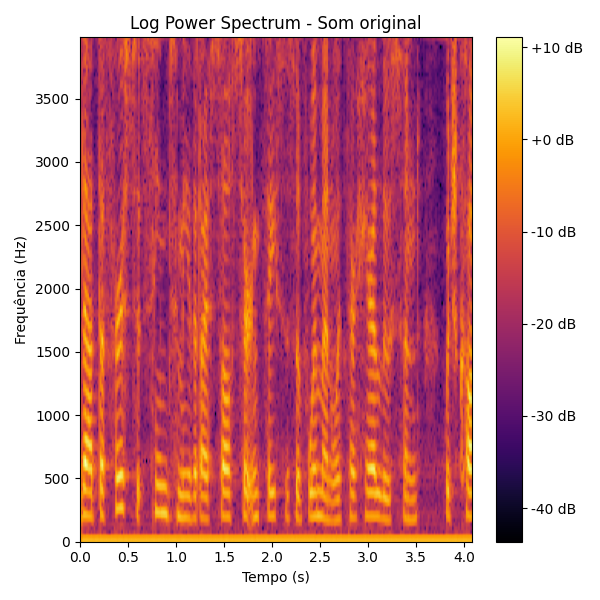 Log Power Spectrum - Som original
+10 dB
3500
+0 dB
3000
2500
-10 dB
Frequência (Hz)
2000
-20 dB
1500
1000
-30 dB
500
-40 dB
0
0.0 0.5 1.0 1.5 2.0 2.5 3.0 3.5 4.0
Tempo (s)